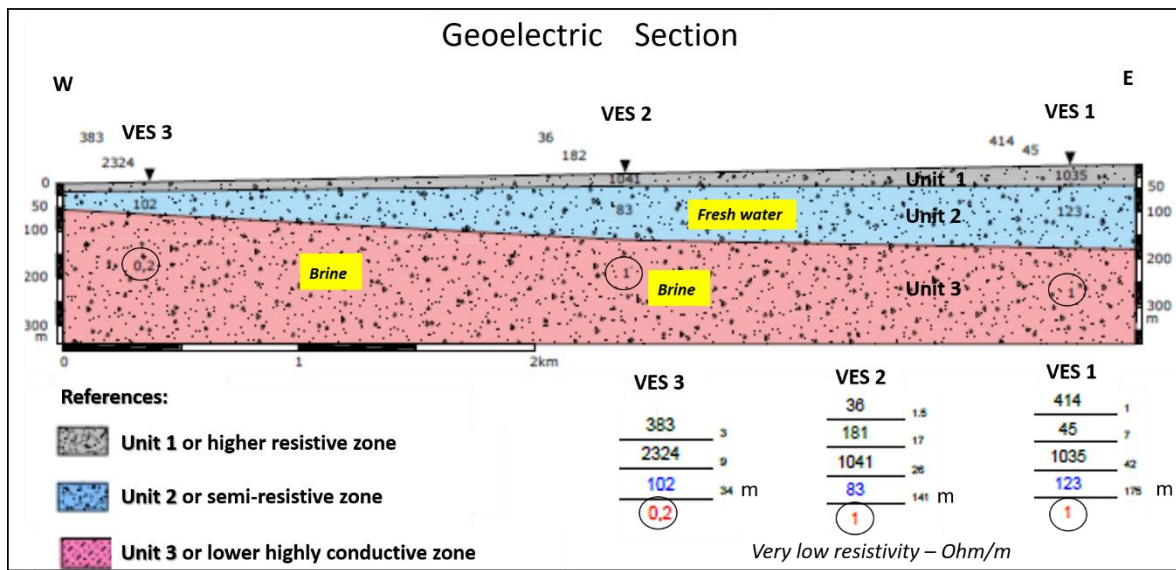 Geoelectric Section
W
E
383
VES 3
36
VES 2
414
VES 1
2324
182
45
0
1041
Unit 1
1035
50
50
102
83
Fresh water
Unit 2
123
100
100
200
0,2
Brine
1
Brine
Unit 3
1
200
300
m
300
m
0
1
2km
References:
Unit 1 or higher resistive zone
Unit 2 or semi-resistive zone
Unit 3 or lower highly conductive zone
VES 3
383 3
2324 9
102 34 m
0,2
VES 2
36 1.5
181 17
1041 26
83 141 m
1
VES 1
414 1
45 7
1035 42
123 175 m
1
Very low resistivity – Ohm/m